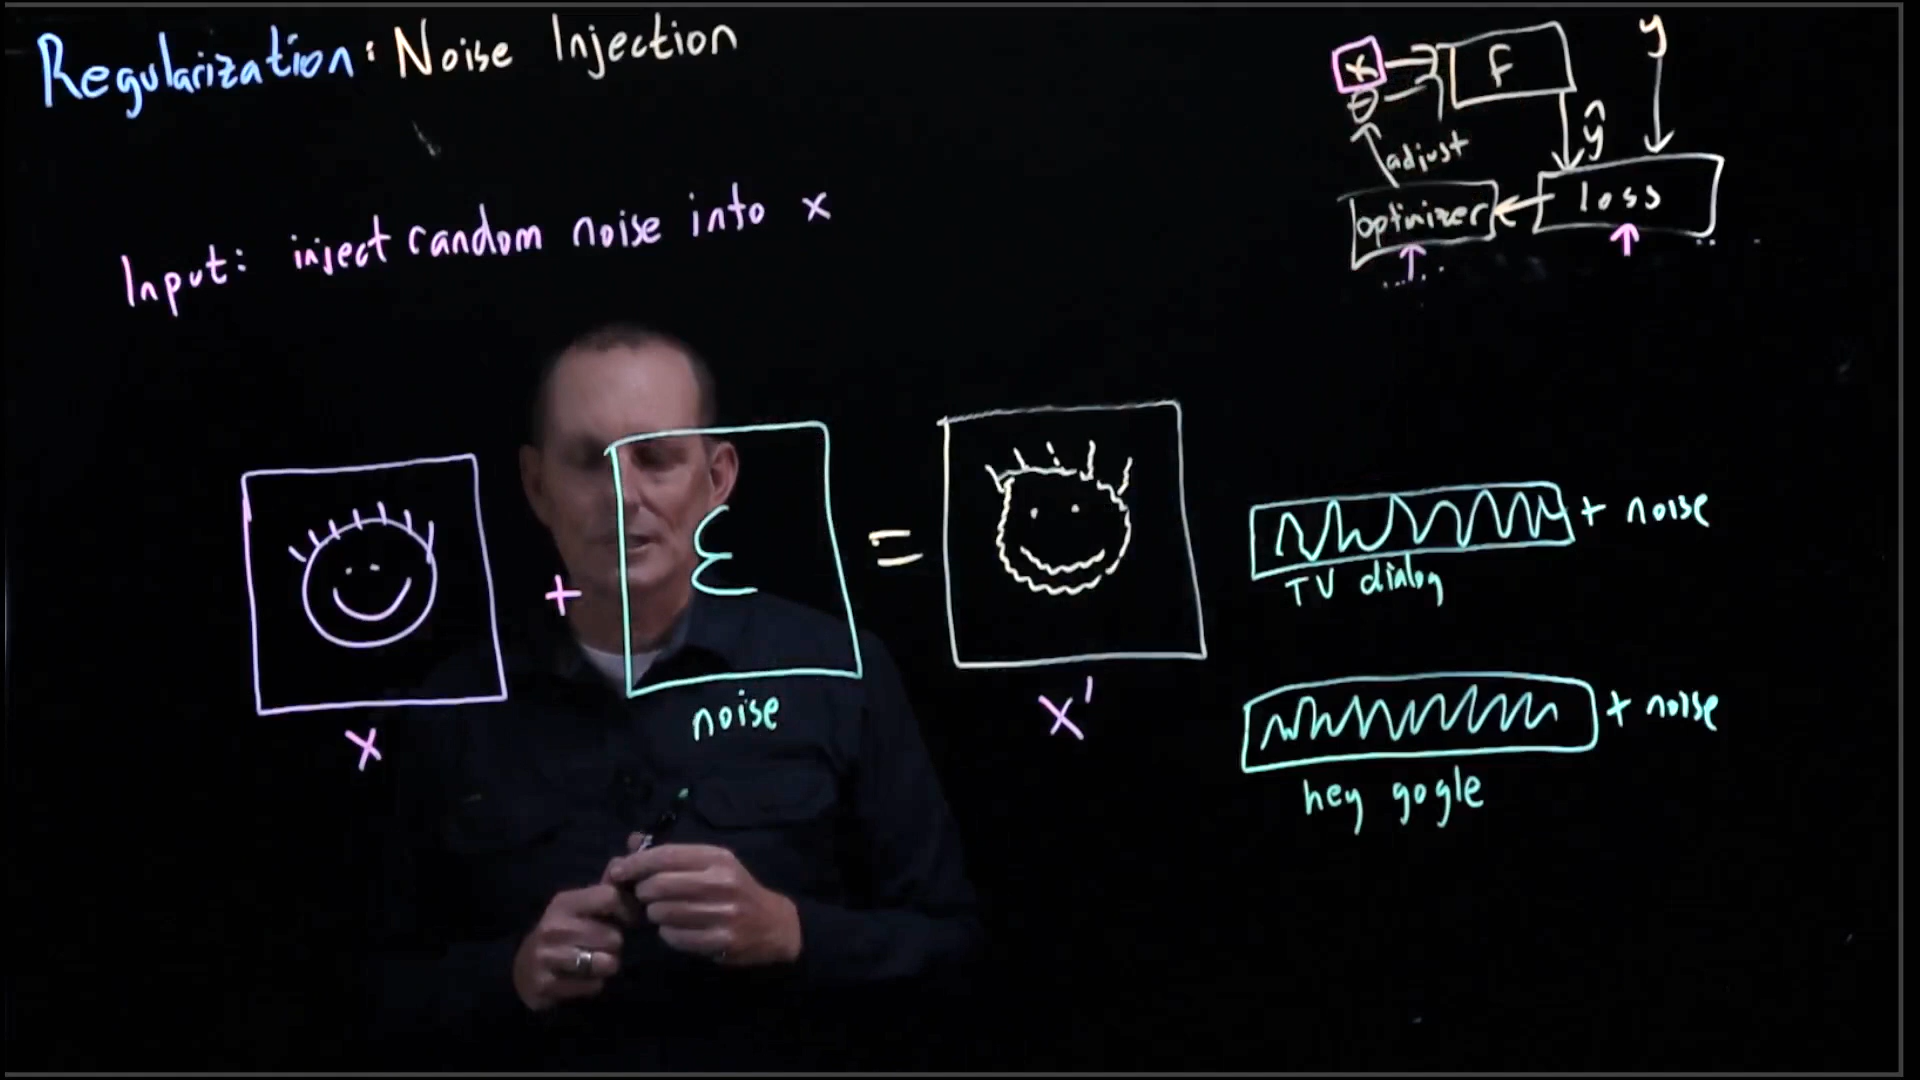 Regularization: Noise Injection
x
F
y
θ
ŷ
adjust
optimizer
loss
Input: inject random noise into x
+
ε
=
noise
x
x'
+ noise
TV dialog
+ noise
hey gogle